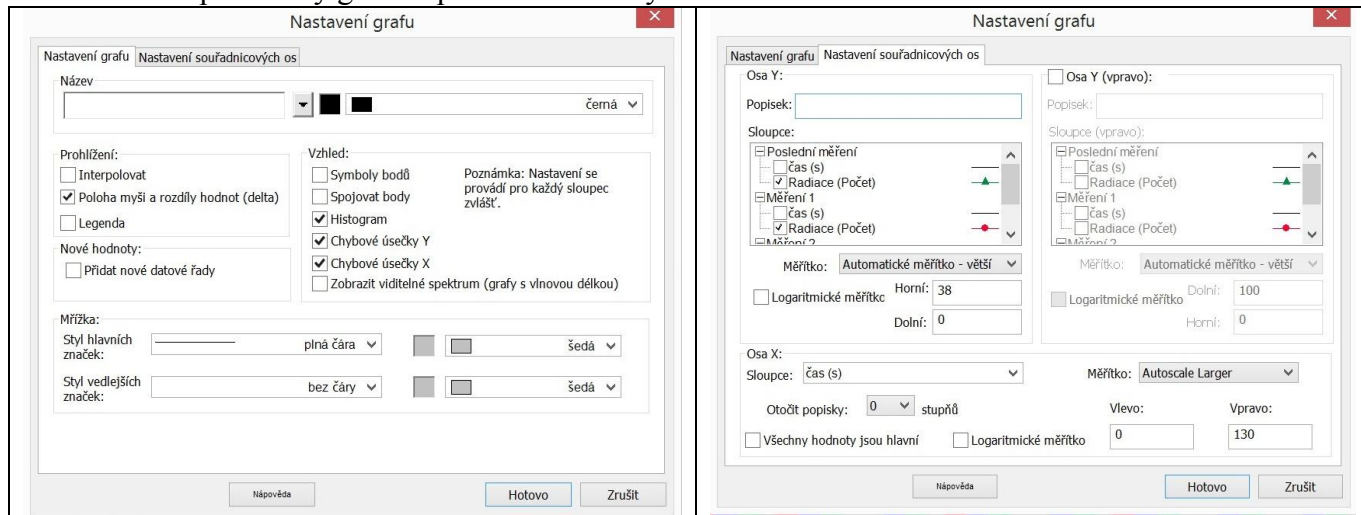 Nastavení grafu
Nastavení grafu Nastavení souřadnicových os
Název
černá
Prohlížení:
Interpolovat
Poloha myši a rozdíly hodnot (delta)
Legenda
Nové hodnoty:
Přidat nové datové řady
Vzhled:
Symboly bodů
Spojovat body
Histogram
Chybové úsečky Y
Chybové úsečky X
Zobrazit viditelné spektrum (grafy s vlnovou délkou)
Poznámka: Nastavení se
provádí pro každý sloupec
zvlášť.
Mřížka:
Styl hlavních
značek:
plná čára
šedá
Styl vedlejších
značek:
bez čáry
šedá
Nápověda
Hotovo
Zrušit
Nastavení grafu
Nastavení grafu Nastavení souřadnicových os
Osa Y:
Popisek:
Sloupce:
Poslední měření
čas (s)
Radiace (Počet)
Měření 1
čas (s)
Radiace (Počet)
Měření 2
Měřítko: Automatické měřítko - větší
Logaritmické měřítko
Horní: 38
Dolní: 0
Osa Y (vpravo):
Popisek:
Sloupce (vpravo):
Poslední měření
čas (s)
Radiace (Počet)
Měření 1
čas (s)
Radiace (Počet)
Měření 2
Měřítko: Automatické měřítko - větší
Logaritmické měřítko
Dolní: 100
Horní: 0
Osa X:
Sloupce: čas (s)
Měřítko: Autoscale Larger
Otočit popisky: 0 stupňů
Vlevo:
Vpravo:
Všechny hodnoty jsou hlavní
Logaritmické měřítko
0
130
Nápověda
Hotovo
Zrušit